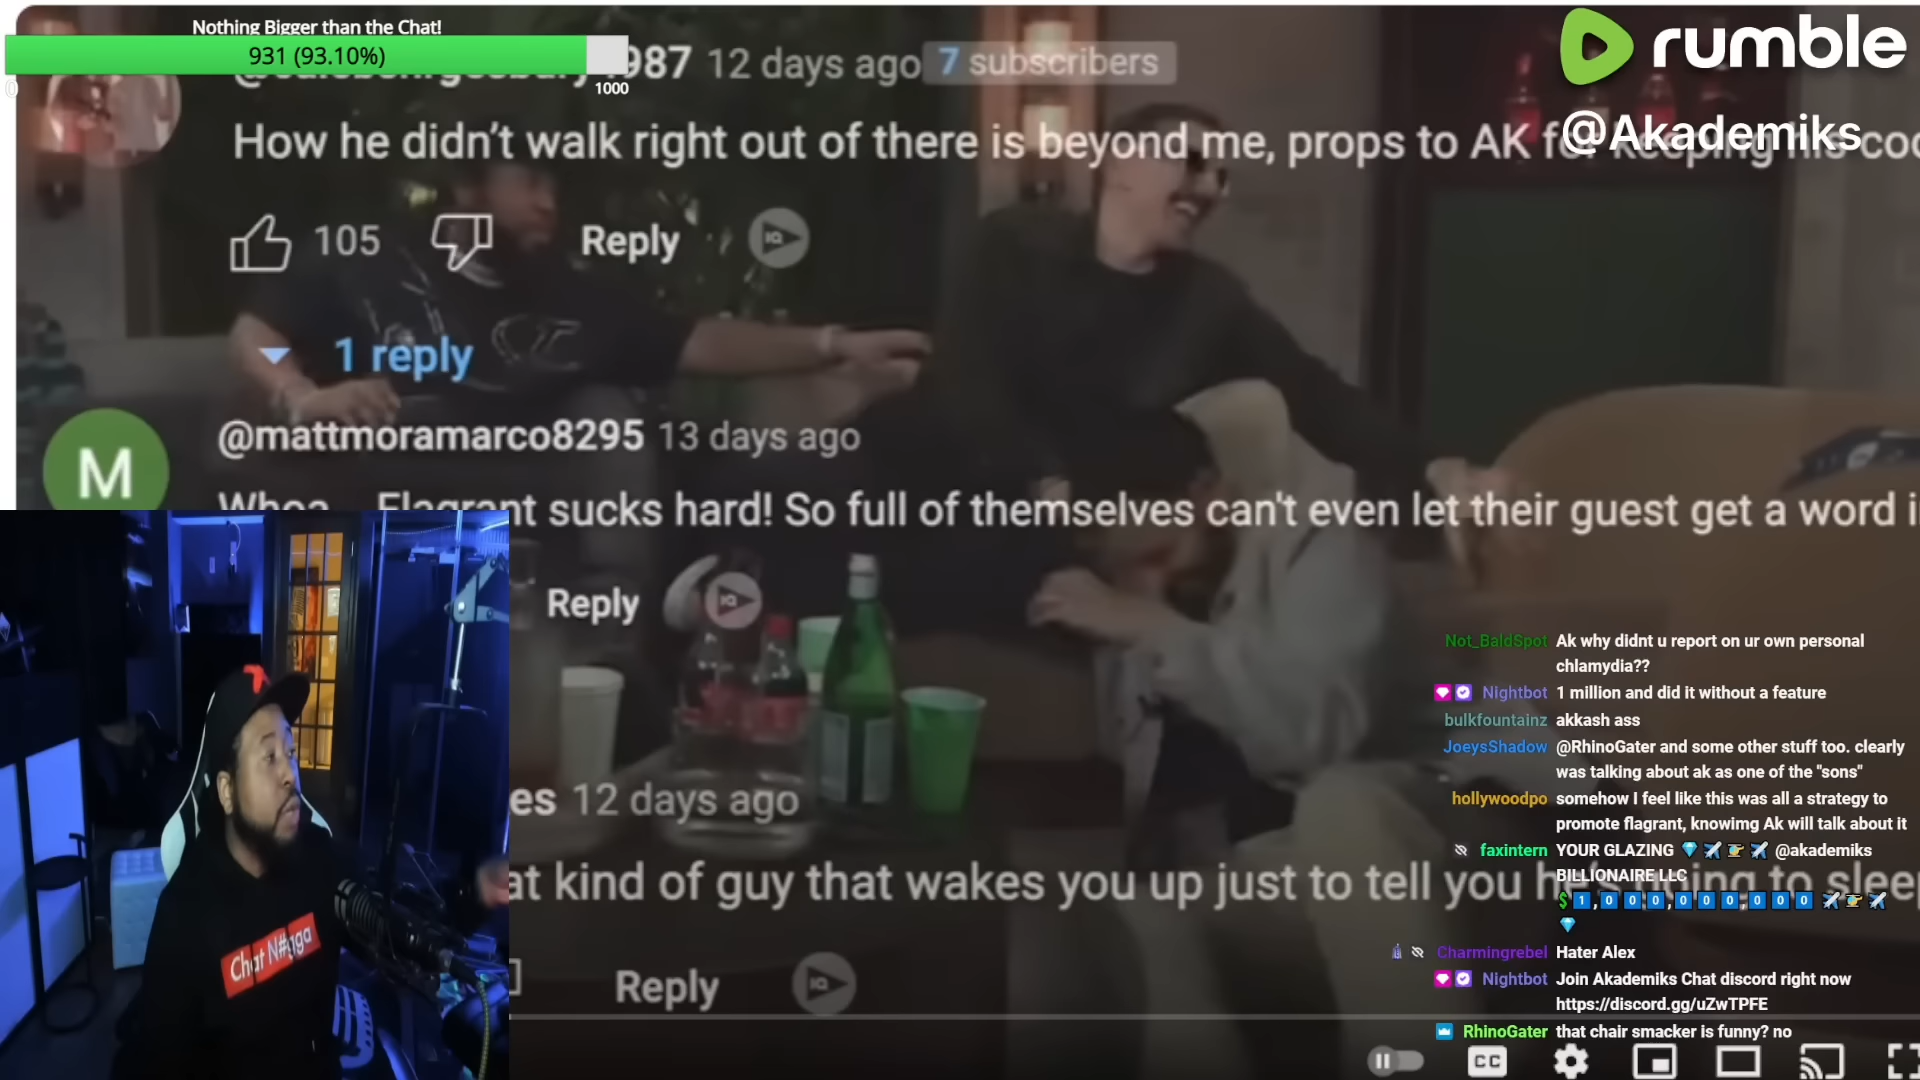 Nothing Bigger than the Chat!
931 (93.10%)
0
1000
987 12 days ago 7 subscribers
rumble
@Akademiks
How he didn't walk right out of there is beyond me, props to AK for keeping his
105
Reply
1 reply
@mattmoramarco8295 13 days ago
M
Whoa Flagrant sucks hard! So full of themselves can't even let their guest get a word
Reply
es 12 days ago
at kind of guy that wakes you up just to tell you he's
Reply
Chat N#gga
Not_BaldSpot Ak why didnt u report on ur own personal
chlamydia??
Nightbot 1 million and did it without a feature
bulkfountainz akkash ass
JoeysShadow @RhinoGater and some other stuff too. clearly
was talking about ak as one of the "sons"
hollywoodpo somehow I feel like this was all a strategy to
promote flagrant, knowimg Ak will talk about it
faxintern YOUR GLAZING 💎 ✈️ 🚁 ✈️ @akademiks
BILLIONAIRE LLC
$1,000,000,000 ✈️ 🚁 ✈️
💎
Charmingrebel Hater Alex
Nightbot Join Akademiks Chat discord right now
https://discord.gg/uZwTPFE
RhinoGater that chair smacker is funny? no
CC